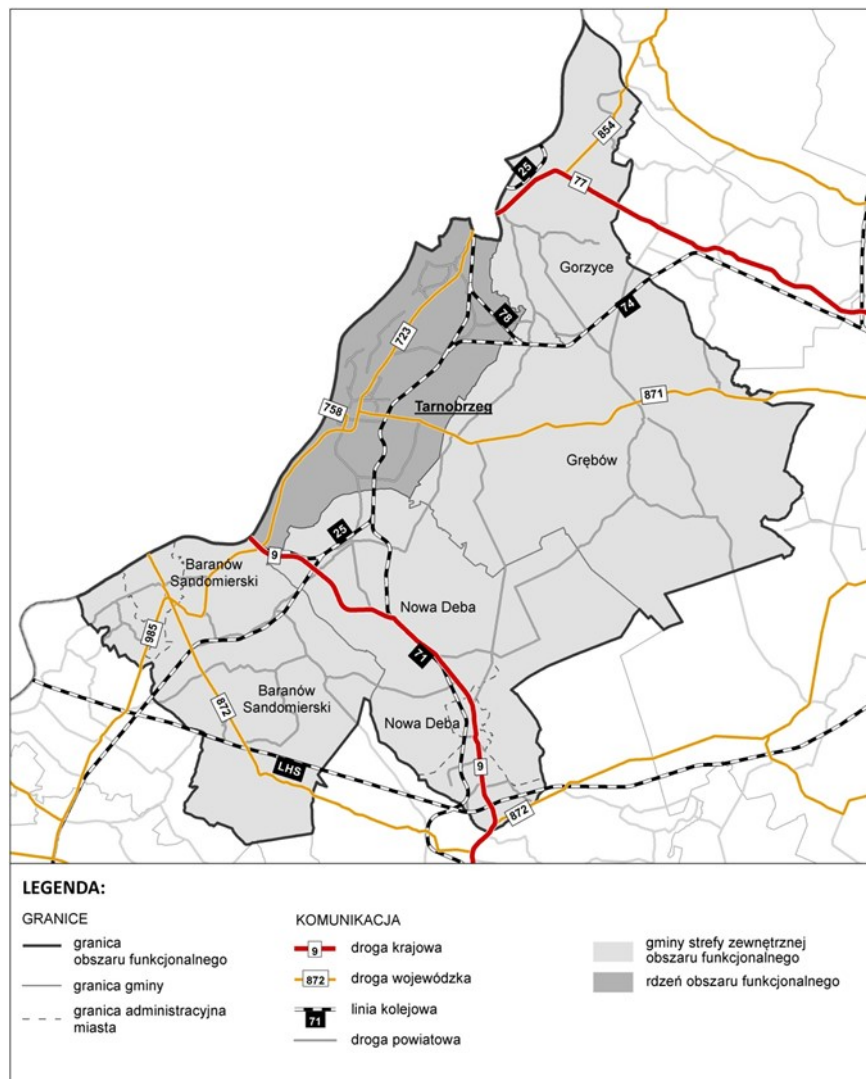 854
25
77
Gorzyce
78
74
723
758
Tarnobrzeg
871
Grębów
25
9
Baranów
Sandomierski
Nowa Dęba
985
71
Baranów
Sandomierski
872
Nowa Dęba
LHS
9
872
LEGENDA:
GRANICE
granica
obszaru funkcjonalnego
granica gminy
granica administracyjna
miasta
KOMUNIKACJA
9 droga krajowa
872 droga wojewódzka
71 linia kolejowa
droga powiatowa
gminy strefy zewnętrznej
obszaru funkcjonalnego
rdzeń obszaru funkcjonalnego